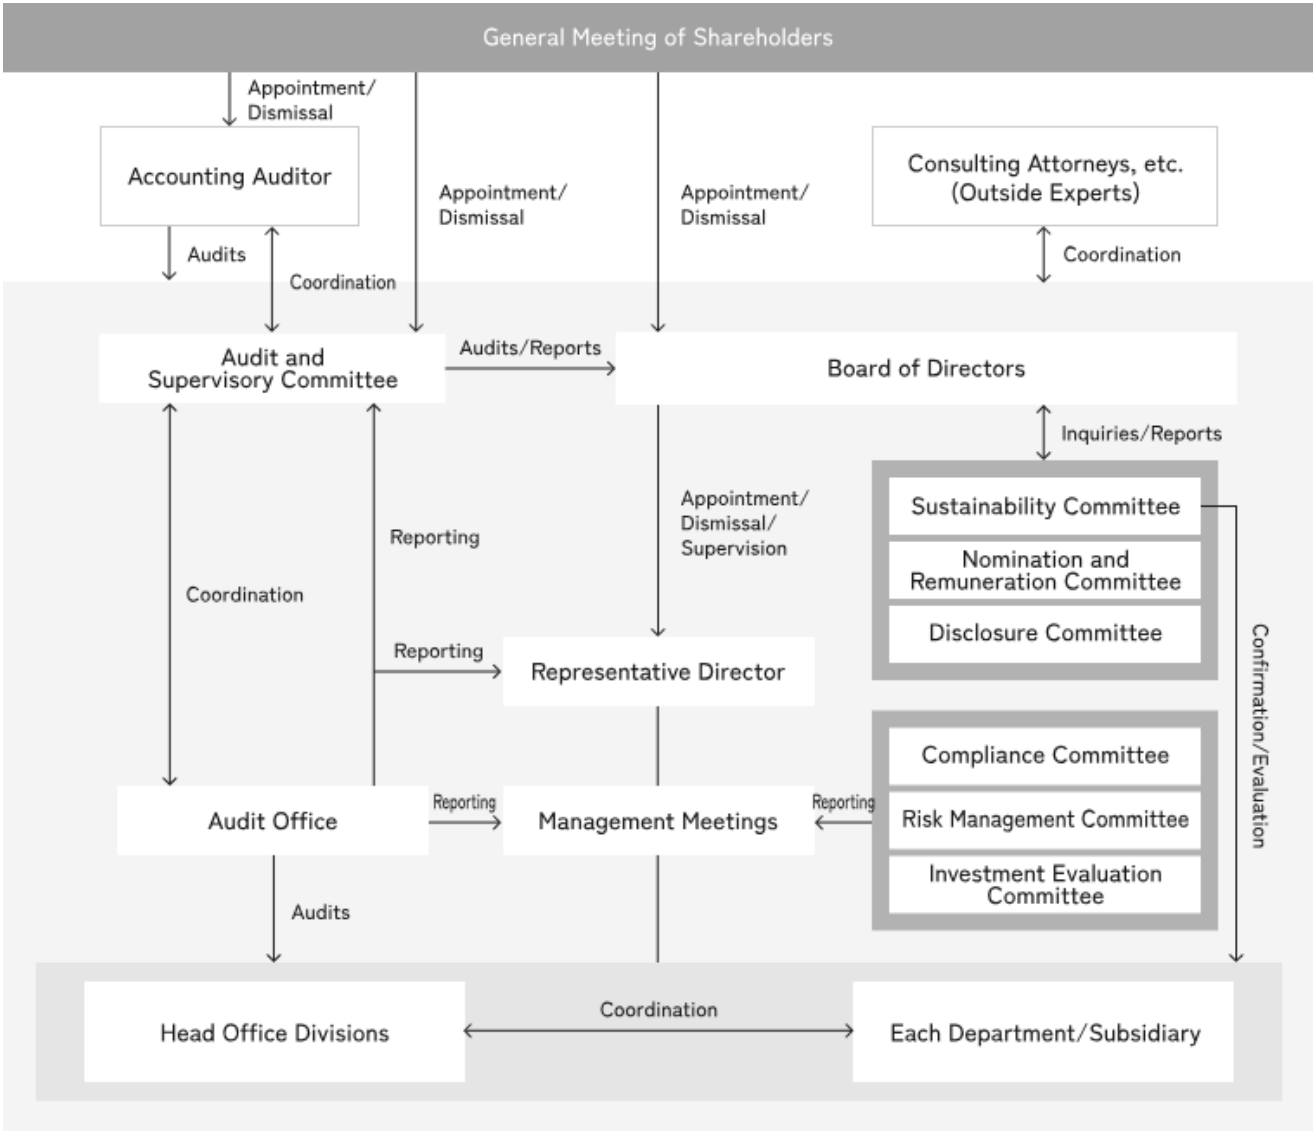 General Meeting of Shareholders
Appointment/
Dismissal
Accounting Auditor
Appointment/
Dismissal
Appointment/
Dismissal
Consulting Attorneys, etc.
(Outside Experts)
Audits
Coordination
Coordination
Audit and
Supervisory Committee
Audits/Reports
Board of Directors
Inquiries/Reports
Sustainability Committee
Nomination and
Remuneration Committee
Disclosure Committee
Appointment/
Dismissal/
Supervision
Reporting
Coordination
Reporting
Representative Director
Confirmation/Evaluation
Compliance Committee
Risk Management Committee
Investment Evaluation
Committee
Audit Office
Reporting
Management Meetings
Reporting
Audits
Head Office Divisions
Coordination
Each Department/Subsidiary